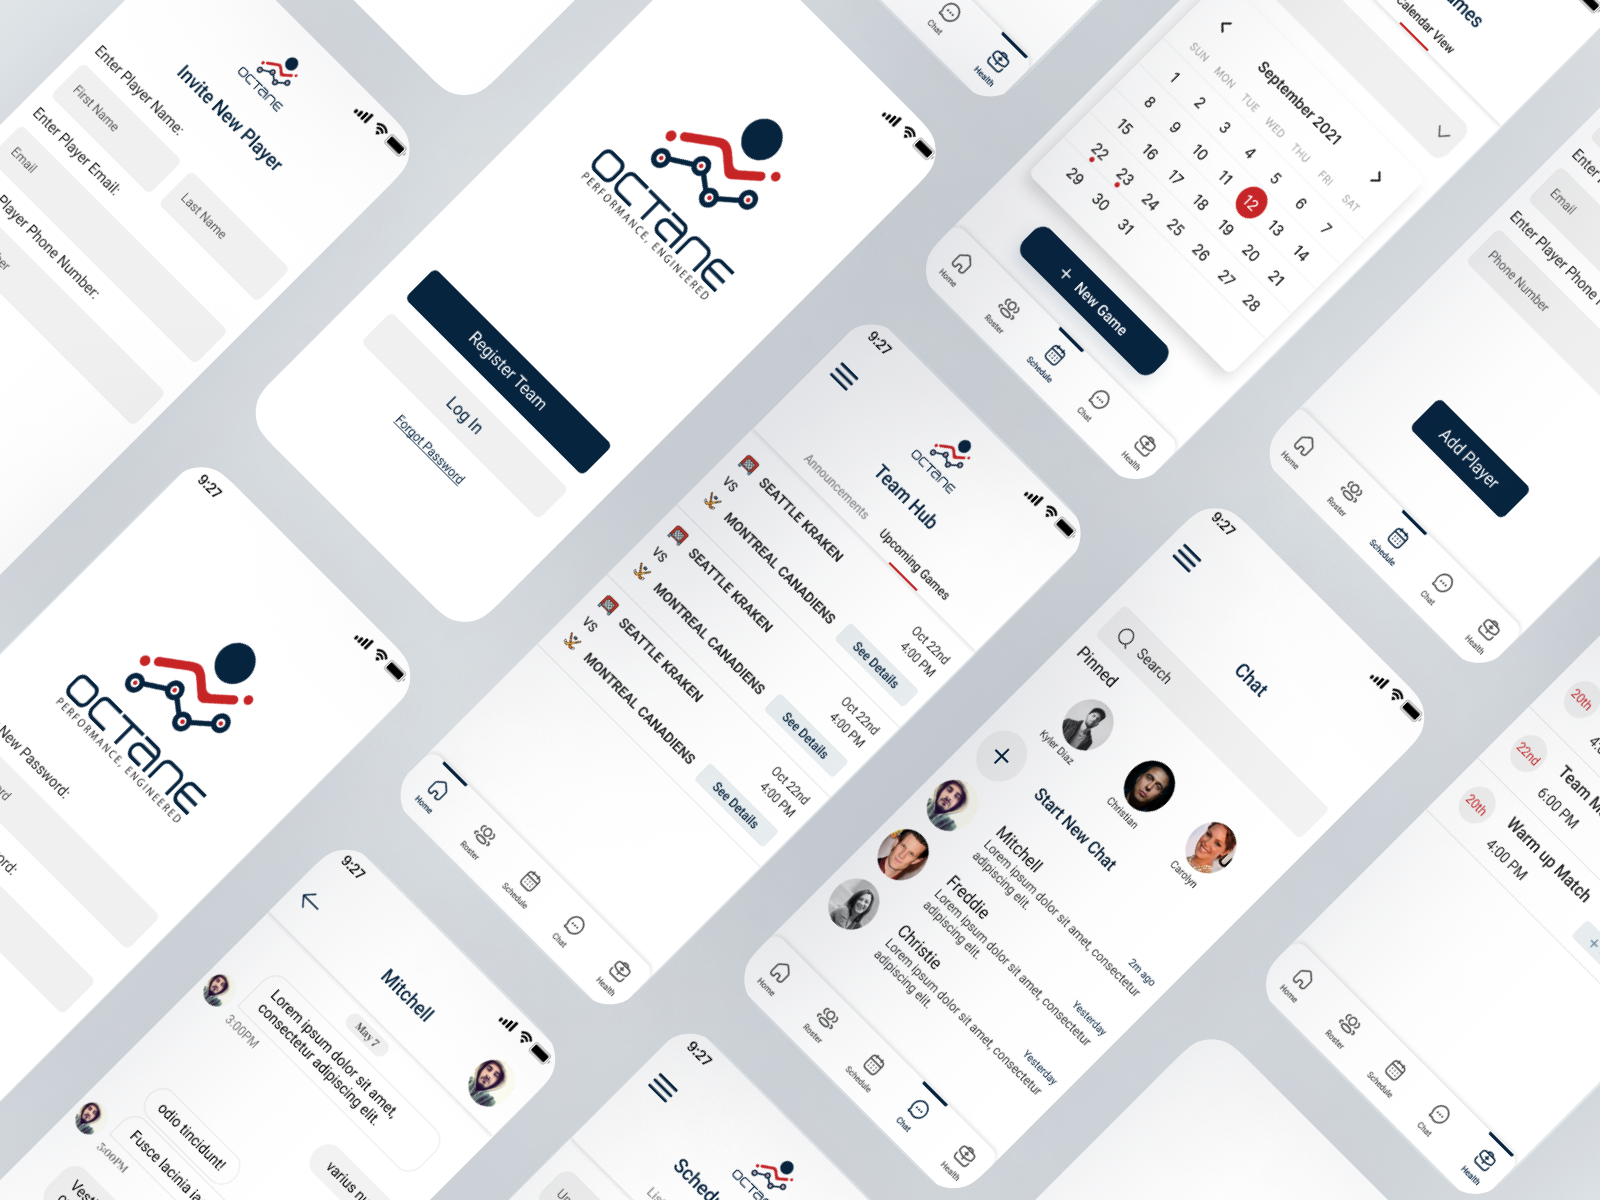 OCTANE
Invite New Player
Enter Player Name:
First Name
Last Name
Enter Player Email:
Email
Player Phone Number:
OCTANE
PERFORMANCE, ENGINEERED
Register Team
Log In
Forgot Password
Chat
Health
Calendar View
September 2021
SUN MON TUE WED THU FRI SAT
1 2 3 4 5 6 7
8 9 10 11 12 13 14
15 16 17 18 19 20 21
22 23 24 25 26 27 28
29 30 31
+ New Game
Home
Roster
Schedule
Chat
Health
Email
Enter Player Phone
Phone Number
Add Player
Home
Roster
Schedule
Chat
Health
9:27
OCTANE
PERFORMANCE, ENGINEERED
New Password:
9:27
OCTANE
Team Hub
Announcements
Upcoming Games
SEATTLE KRAKEN
VS
MONTREAL CANADIENS
Oct 22nd
4:00 PM
See Details
SEATTLE KRAKEN
VS
MONTREAL CANADIENS
Oct 22nd
4:00 PM
See Details
SEATTLE KRAKEN
VS
MONTREAL CANADIENS
Oct 22nd
4:00 PM
See Details
Home
Roster
Schedule
Chat
Health
9:27
Chat
Search
Pinned
Kyler Diaz
Christian
Carolyn
Start New Chat
Mitchell
Lorem ipsum dolor sit amet, consectetur
adipiscing elit.
2m ago
Freddie
Lorem ipsum dolor sit amet, consectetur
adipiscing elit.
Yesterday
Christie
Lorem ipsum dolor sit amet, consectetur
adipiscing elit.
Yesterday
Home
Roster
Schedule
Chat
Health
20th
22nd
6:00 PM
20th
Warm up Match
4:00 PM
Home
Roster
Schedule
Chat
Health
9:27
Mitchell
May 7
Lorem ipsum dolor sit amet,
consectetur adipiscing elit.
3:00PM
odio tincidunt!
Fusce lacinia
3:00PM
varius
9:27
OCTANE